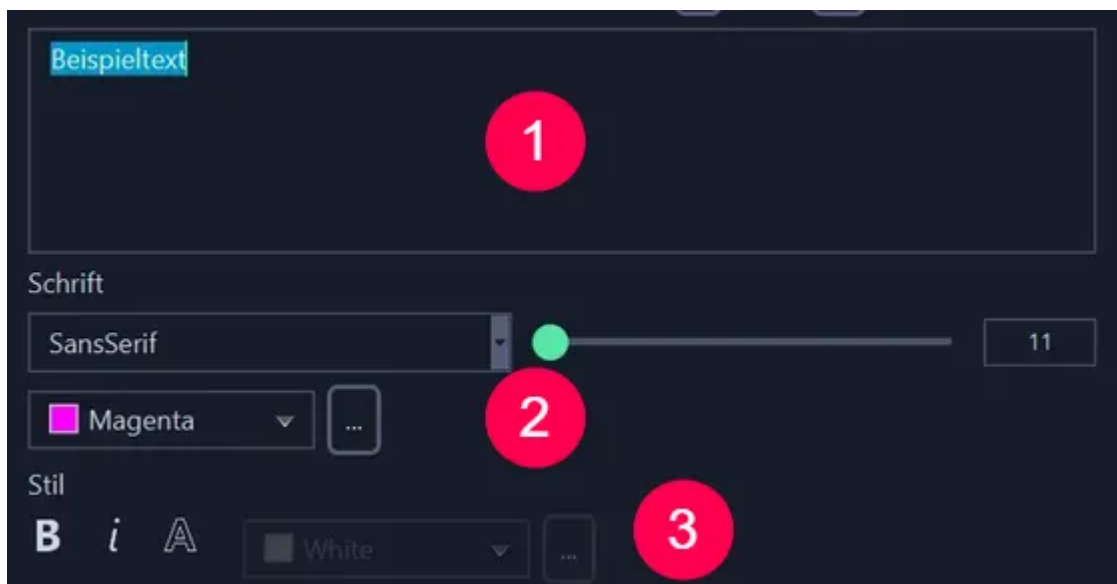 Beispieltext
1
Schrift
SansSerif 11
Magenta ...
2
Stil
B i A White ...
3